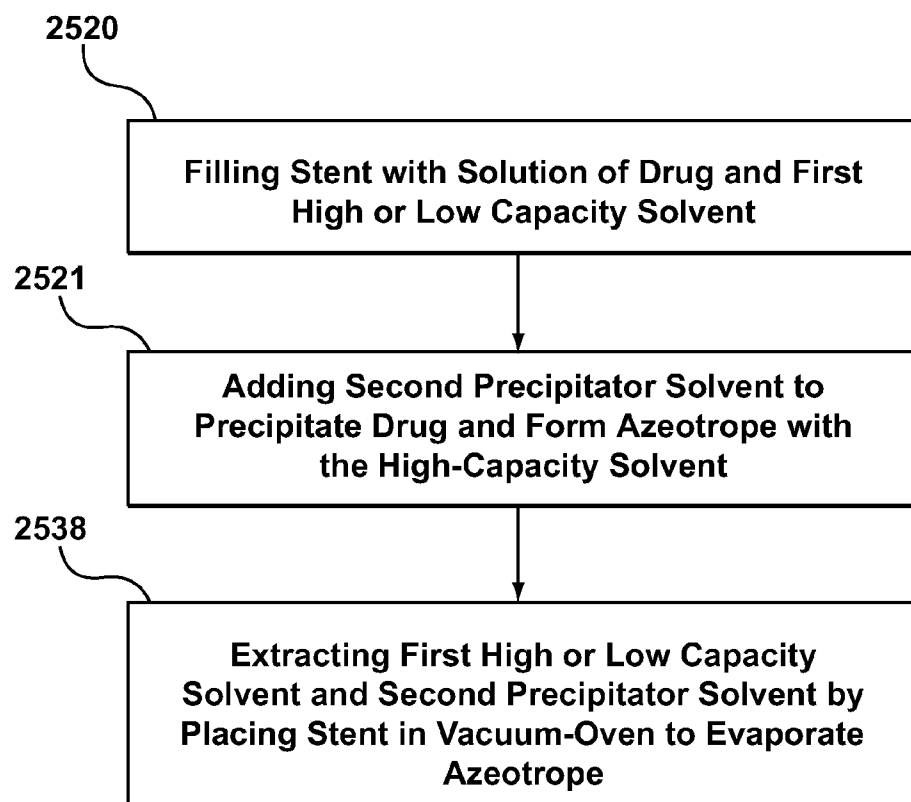 2520
Filling Stent with Solution of Drug and First
High or Low Capacity Solvent
2521
Adding Second Precipitator Solvent to
Precipitate Drug and Form Azeotrope with
the High-Capacity Solvent
2538
Extracting First High or Low Capacity
Solvent and Second Precipitator Solvent by
Placing Stent in Vacuum-Oven to Evaporate
Azeotrope